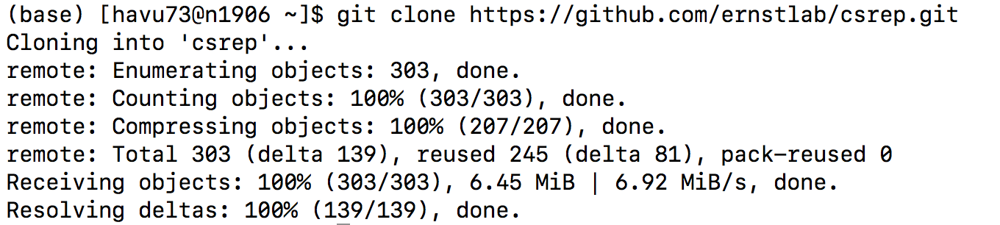 (base) [havu73@n1906 ~]$ git clone https://github.com/ernstlab/csrep.git
Cloning into 'csrep'...
remote: Enumerating objects: 303, done.
remote: Counting objects: 100% (303/303), done.
remote: Compressing objects: 100% (207/207), done.
remote: Total 303 (delta 139), reused 245 (delta 81), pack-reused 0
Receiving objects: 100% (303/303), 6.45 MiB | 6.92 MiB/s, done.
Resolving deltas: 100% (139/139), done.